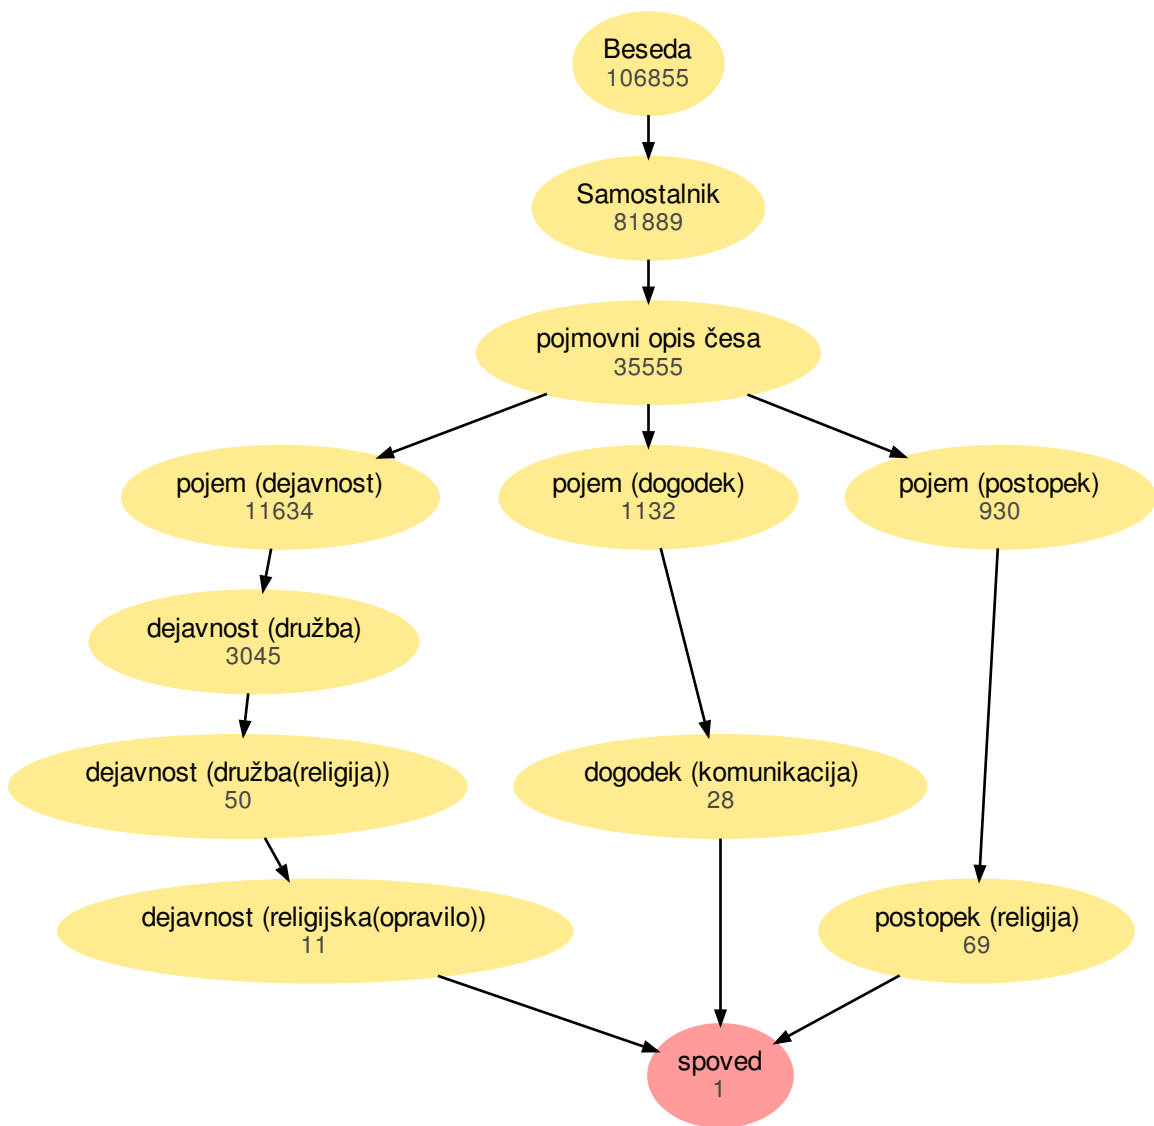 Beseda
106855
Samostalnik
81889
pojmovni opis česa
35555
pojem (dejavnost)
11634
pojem (dogodek)
1132
pojem (postopek)
930
dejavnost (družba)
3045
dejavnost (družba(religija))
50
dogodek (komunikacija)
28
dejavnost (religijska(opravilo))
11
postopek (religija)
69
spoved
1